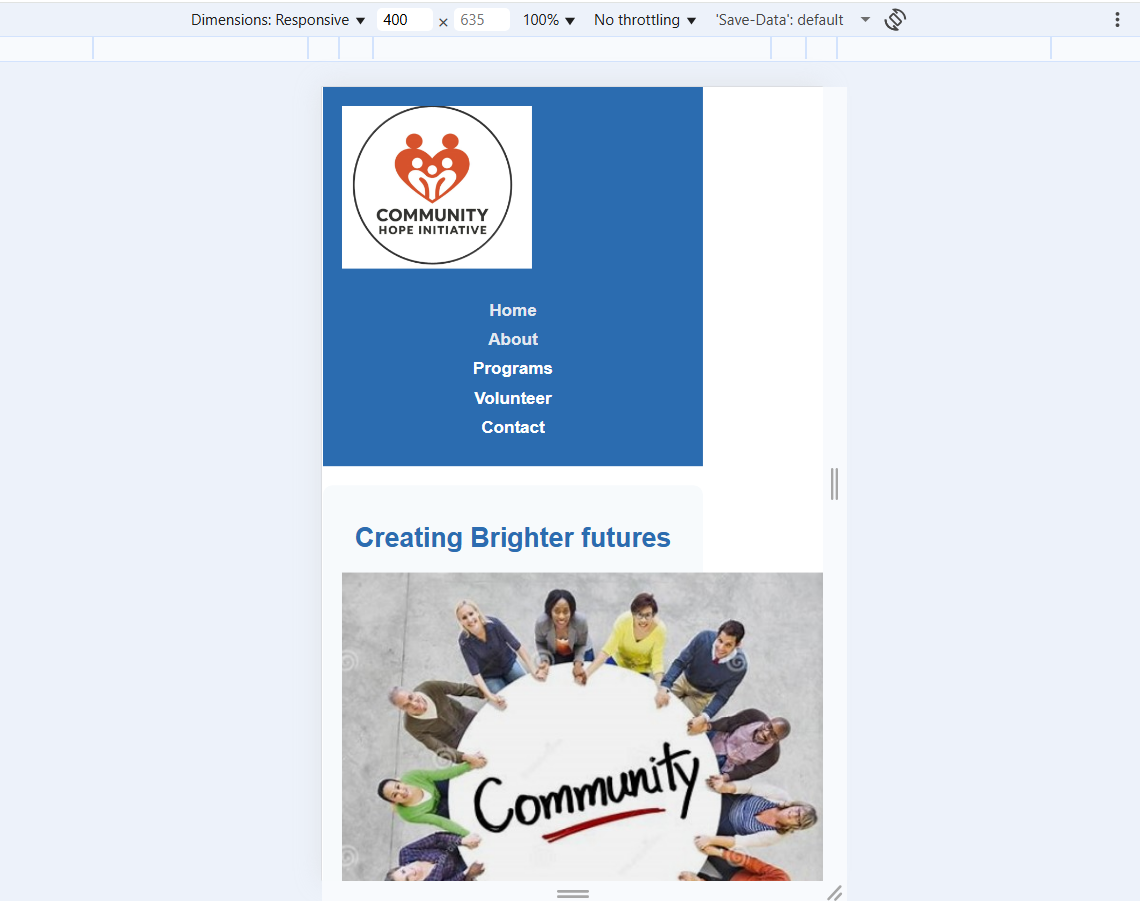 Dimensions: Responsive ▼ 400 × 635 100% ▼ No throttling ▼ 'Save-Data': default
COMMUNITY
HOPE INITIATIVE
Home
About
Programs
Volunteer
Contact
Creating Brighter futures
Community